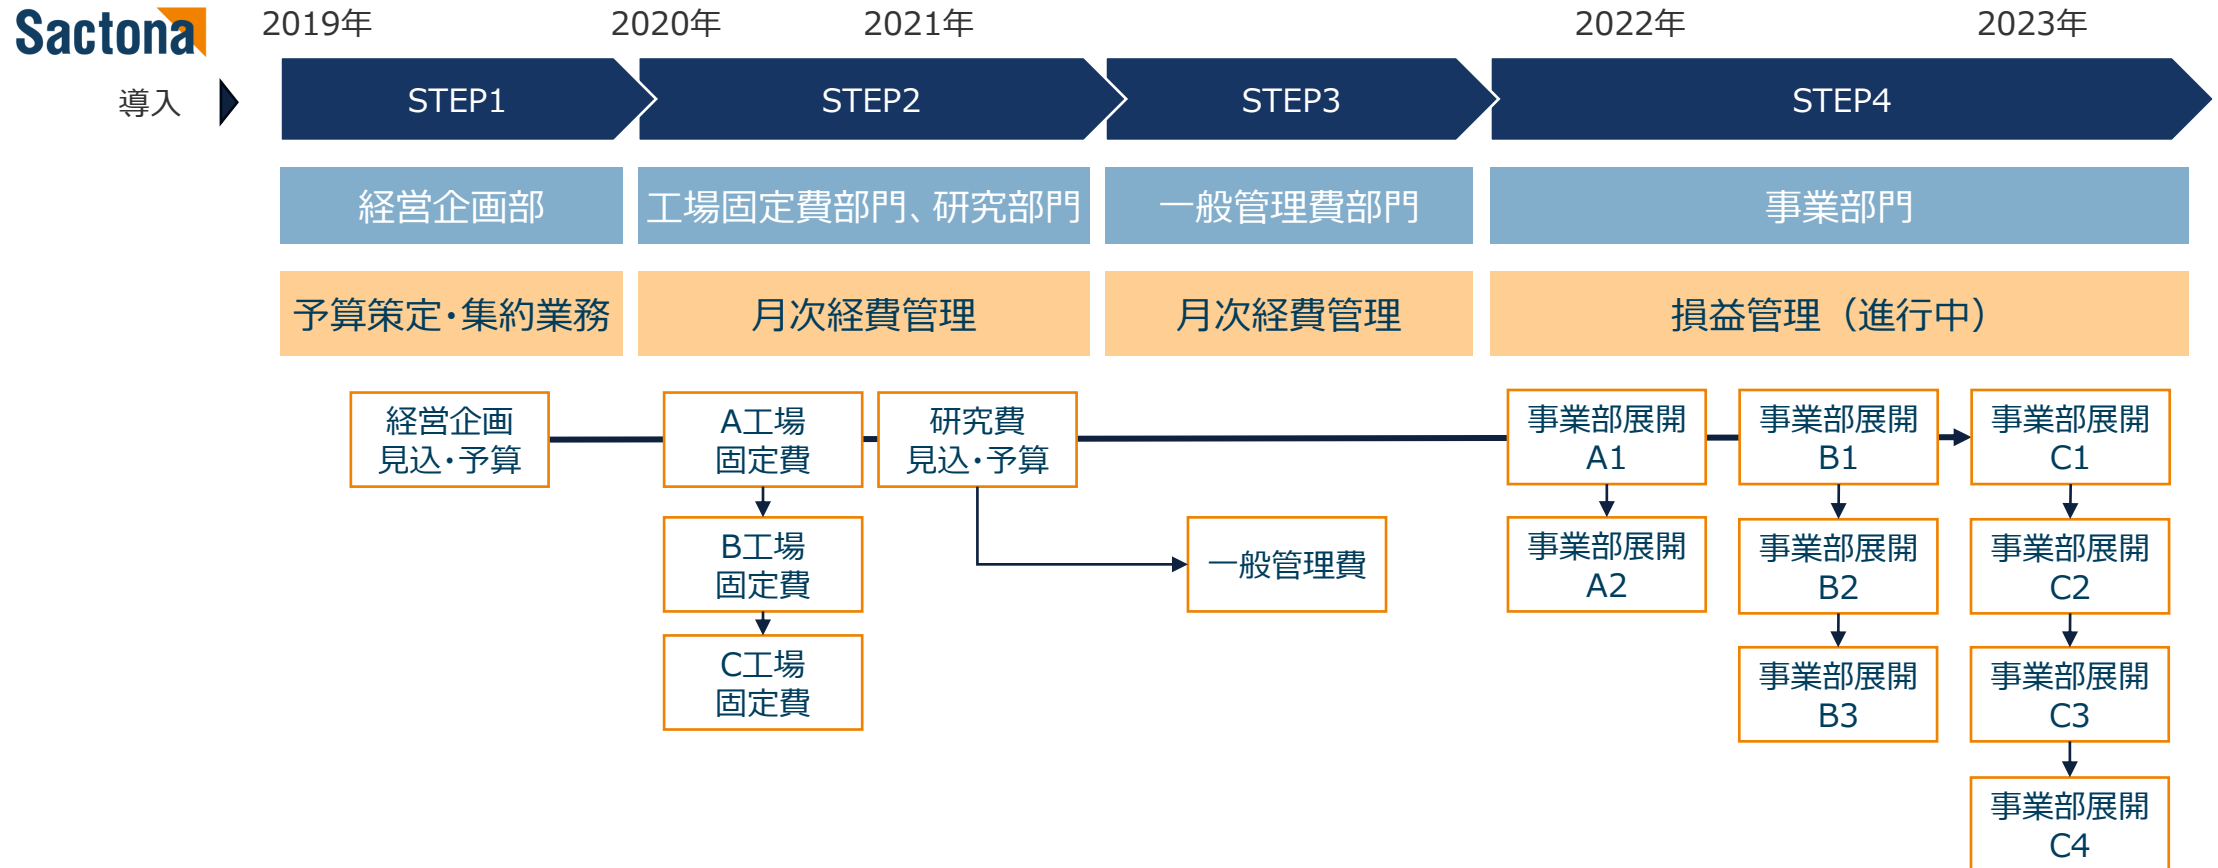 Sactona
2019年
2020年
2021年
2022年
2023年
導入
STEP1
STEP2
STEP3
STEP4
経営企画部
工場固定費部門、研究部門
一般管理費部門
事業部門
予算策定・集約業務
月次経費管理
月次経費管理
損益管理（進行中）
経営企画
見込・予算
A工場
固定費
研究費
見込・予算
事業部展開
A1
事業部展開
B1
事業部展開
C1
B工場
固定費
一般管理費
事業部展開
A2
事業部展開
B2
事業部展開
C2
C工場
固定費
事業部展開
B3
事業部展開
C3
事業部展開
C4